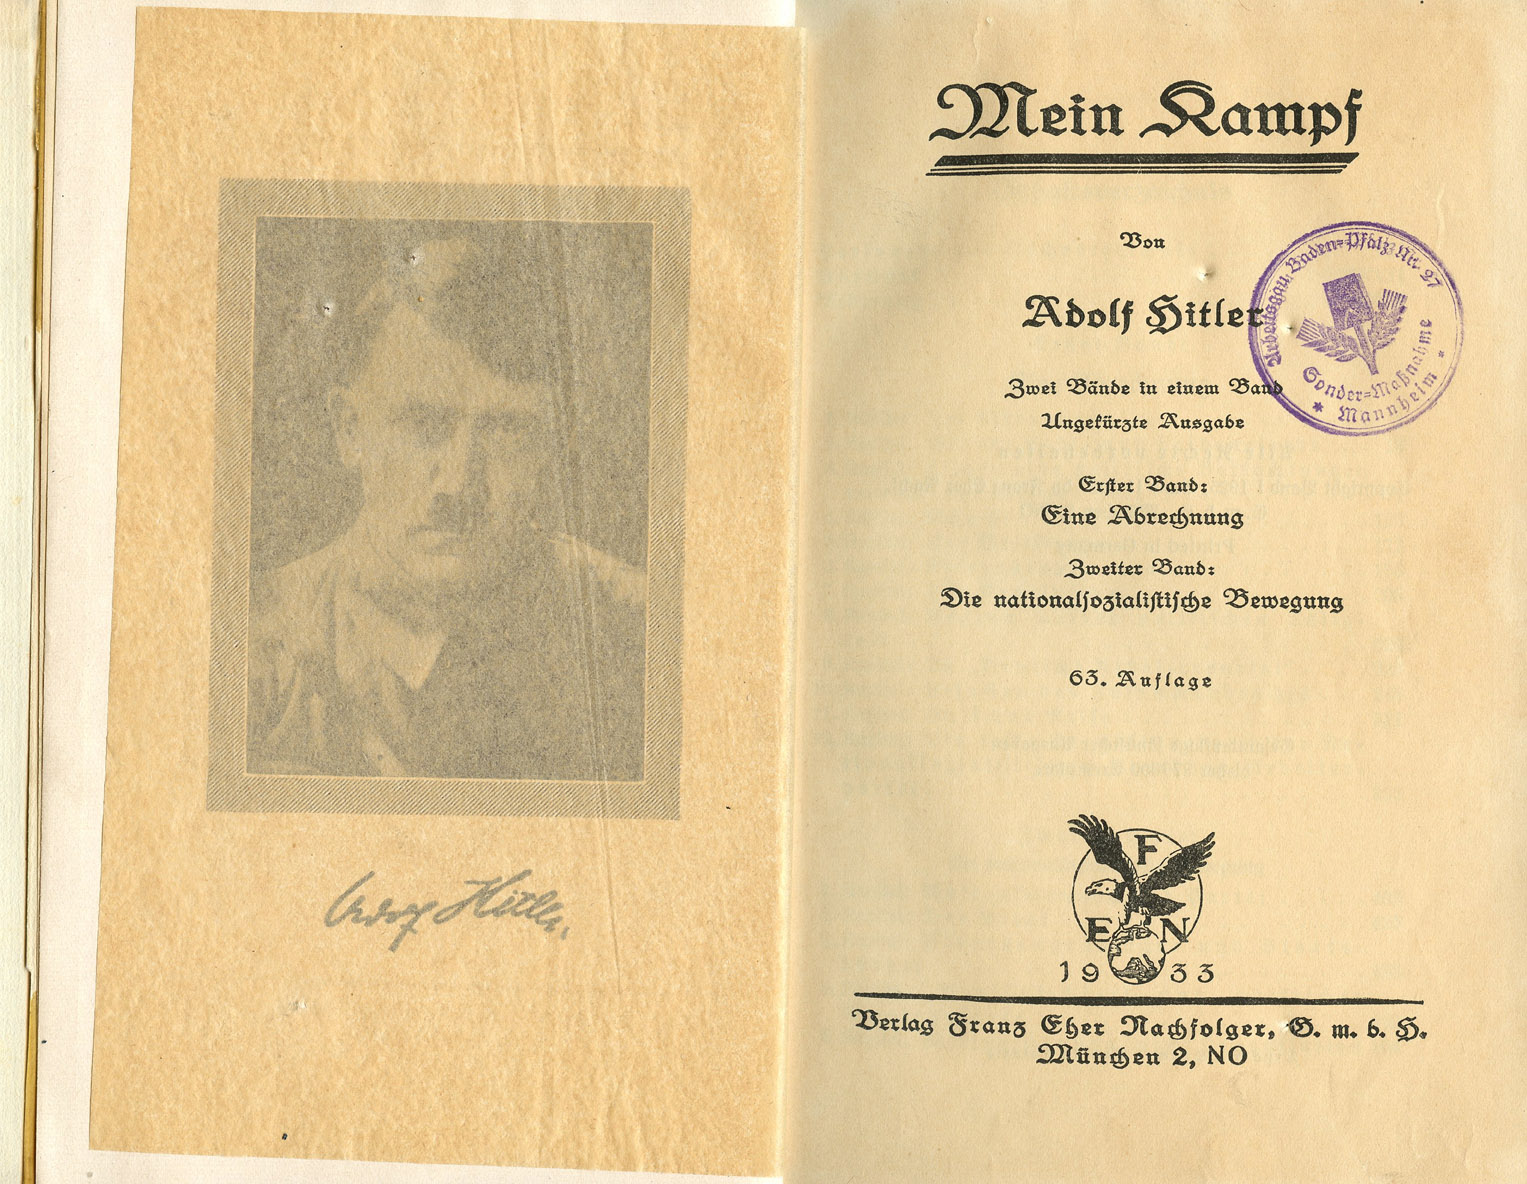 Adolf Hitler.
Mein Kampf
Von
Adolf Hitler
Zwei Bände in einem Band
Ungekürzte Ausgabe
Erster Band:
Eine Abrechnung
Zweiter Band:
Die nationalsozialistische Bewegung
63. Auflage
Arbeitsgau, Baden-Pfalz Nr. 27
Sonder-Maßnahme
* Mannheim *
F
E N
1933
Verlag Franz Eher Nachfolger, G. m. b. H.
München 2, NO